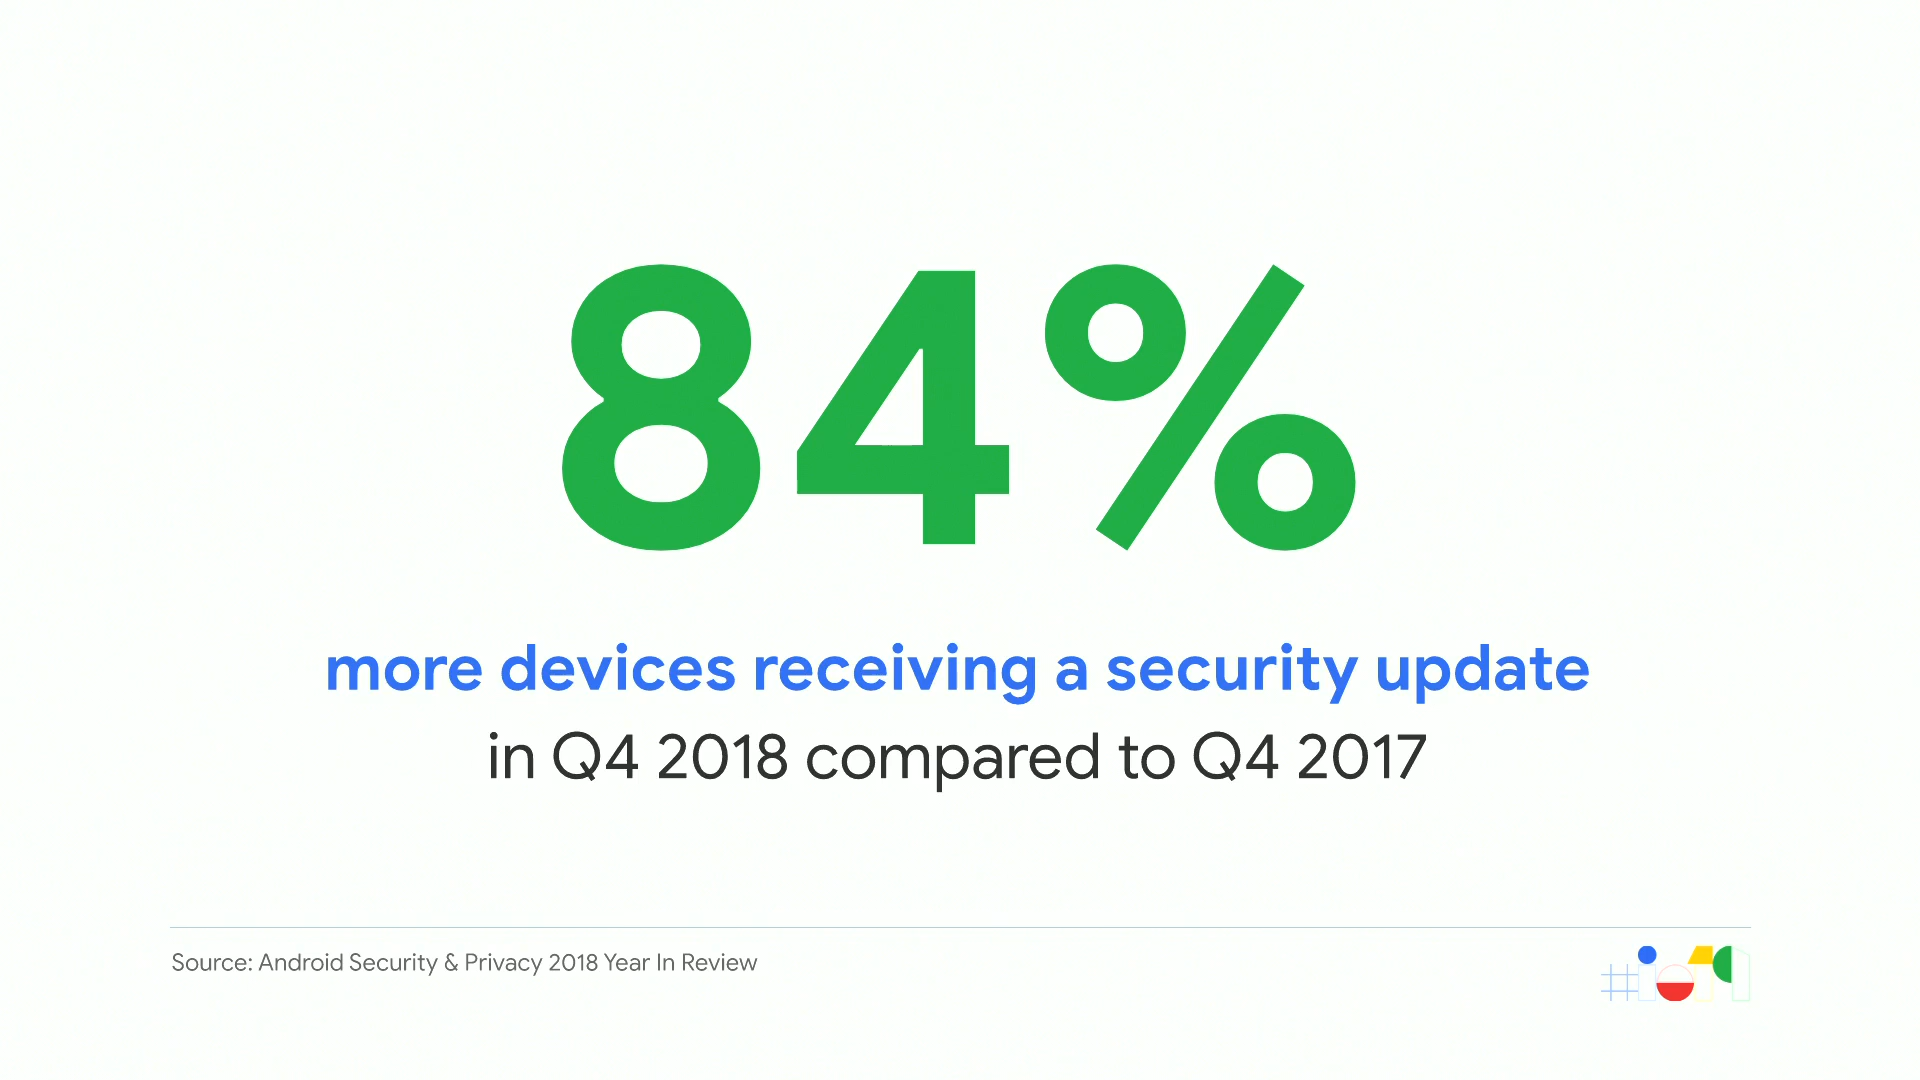 84%
more devices receiving a security update
in Q4 2018 compared to Q4 2017
Source: Android Security & Privacy 2018 Year In Review
#io19